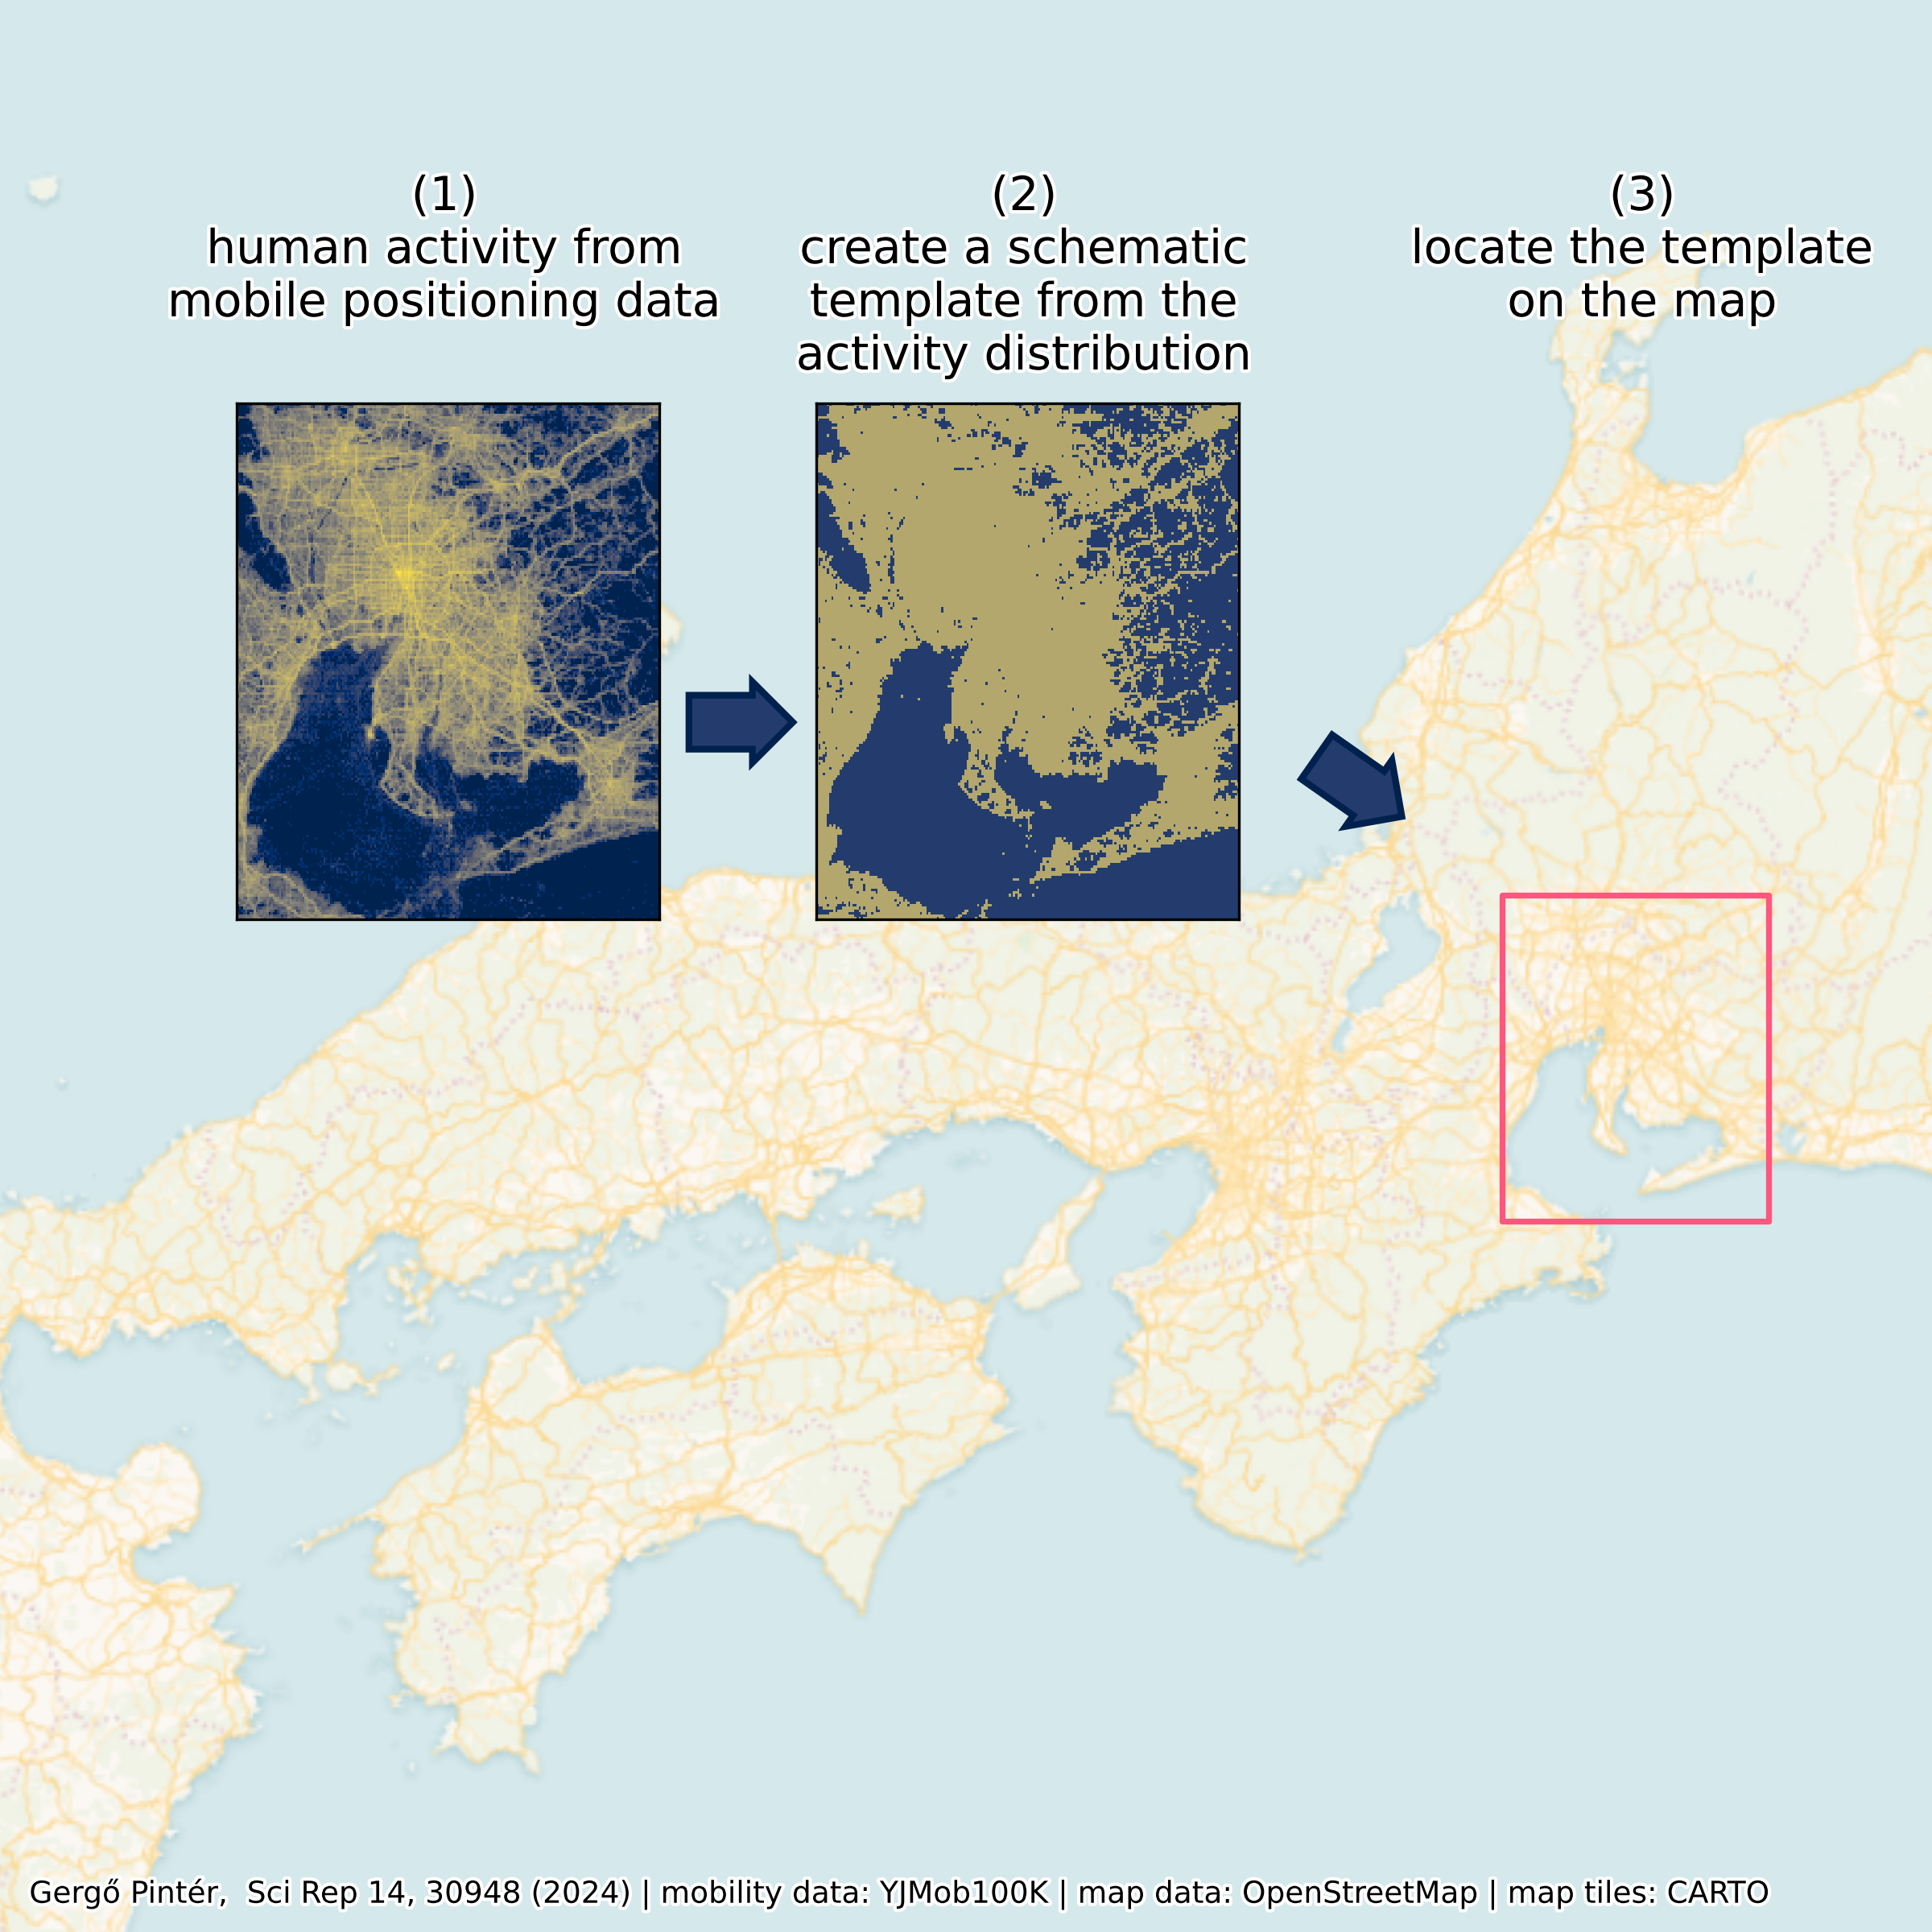 (1)
human activity from
mobile positioning data
(2)
create a schematic
template from the
activity distribution
(3)
locate the template
on the map
Gergő Pintér,  Sci Rep 14, 30948 (2024) | mobility data: YJMob100K | map data: OpenStreetMap | map tiles: CARTO